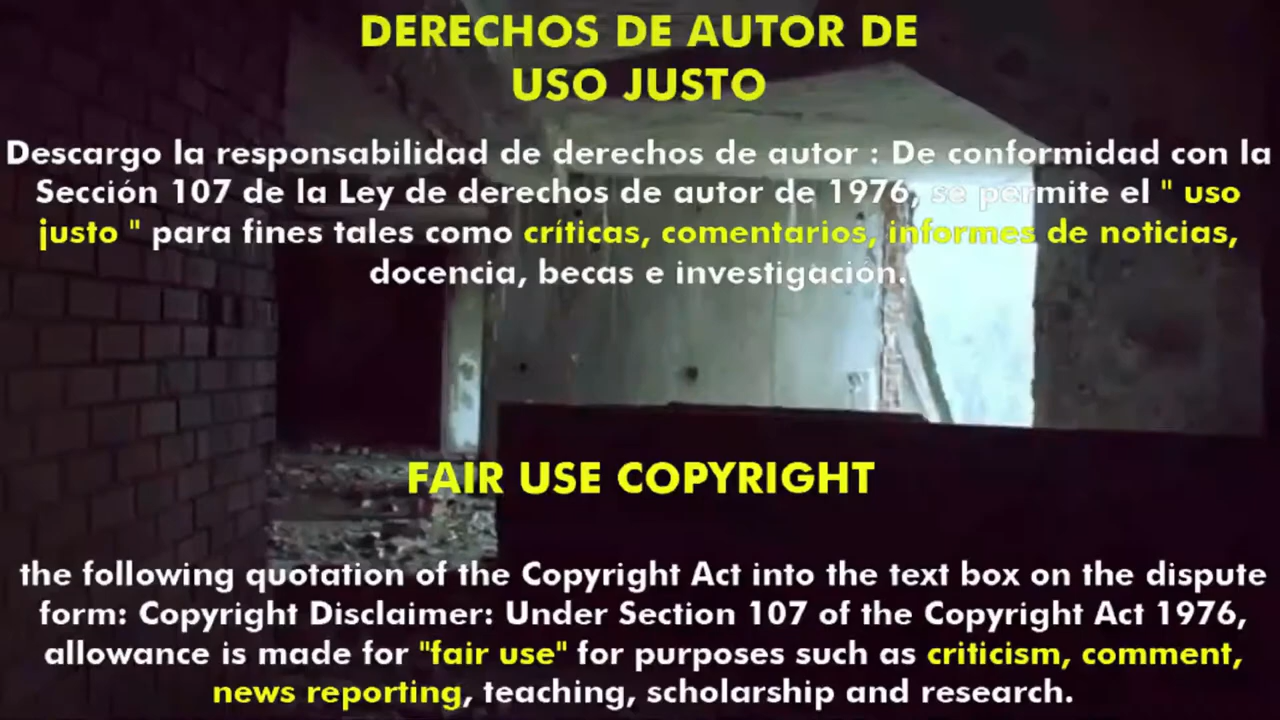 DERECHOS DE AUTOR DE
USO JUSTO
Descargo la responsabilidad de derechos de autor : De conformidad con la
Sección 107 de la Ley de derechos de autor de 1976, se permite el " uso
justo " para fines tales como críticas, comentarios, informes de noticias,
docencia, becas e investigación.
FAIR USE COPYRIGHT
the following quotation of the Copyright Act into the text box on the dispute
form: Copyright Disclaimer: Under Section 107 of the Copyright Act 1976,
allowance is made for "fair use" for purposes such as criticism, comment,
news reporting, teaching, scholarship and research.